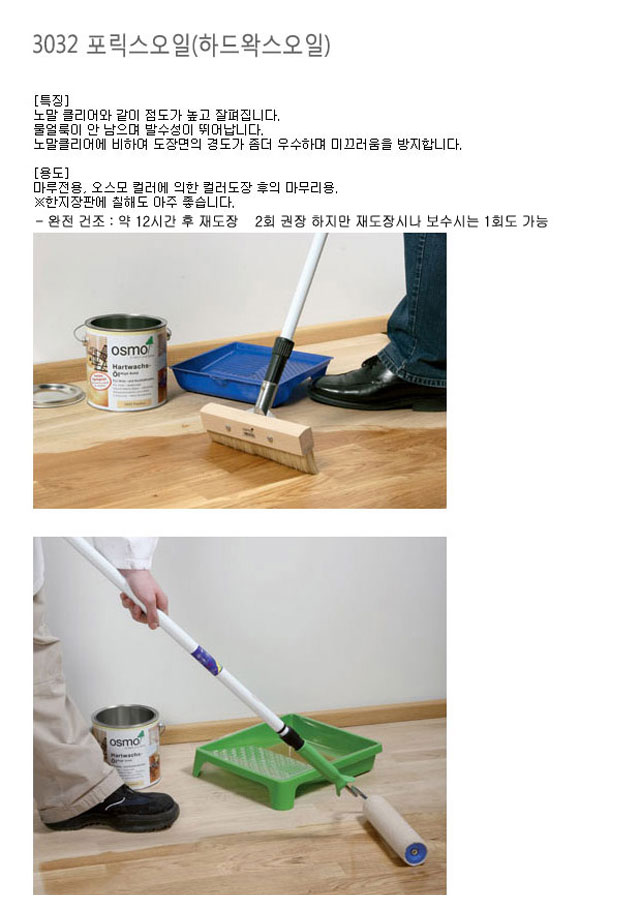 3032 포릭스오일(하드왁스오일)
[특징]
노말 클리어와 같이 점도가 높고 잘펴집니다.
물얼룩이 안 남으며 발수성이 뛰어납니다.
노말클리어에 비하여 도장면의 경도가 좀더 우수하며 미끄러움을 방지합니다.
[용도]
마루전용, 오스모 컬러에 의한 컬러도장 후의 마무리용.
※한지장판에 칠해도 아주 좋습니다.
- 완전 건조 : 약 12시간 후 재도장 2회 권장 하지만 재도장시나 보수시는 1회도 가능
osmo
Hartwachs-
Öl
osmo
Hartwachs-
Öl